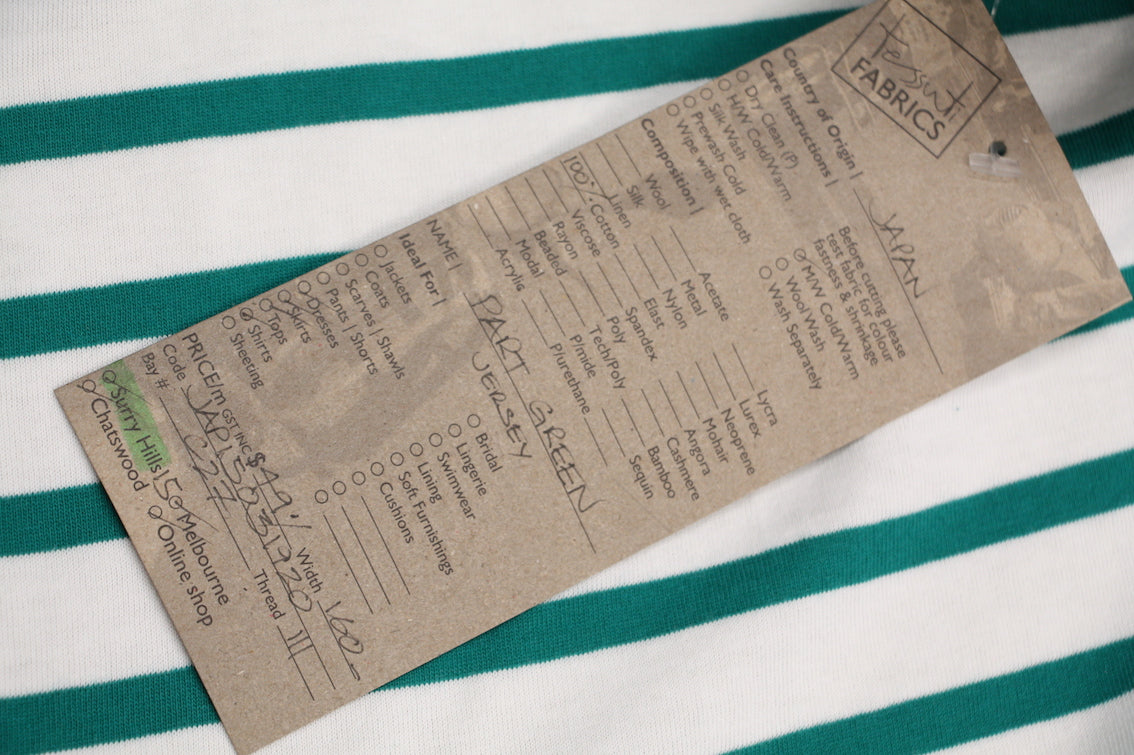 tessuti
FABRICS
Country of Origin | JAPAN
Care Instructions |
Dry Clean (P)
H/W Cold/Warm
Silk Wash
Prewash Cold
Wipe with wet cloth
Before cutting please
test fabric for colour
fastness & shrinkage
M/W Cold/Warm
Wool Wash
Wash Separately
Composition |
Wool
Silk
Linen
100% Cotton
Viscose
Rayon
Beaded
Modal
Acrylic
Acetate
Metal
Nylon
Elast
Spandex
Poly
Tech/Poly
P/mide
P/urethane
Lycra
Lurex
Neoprene
Mohair
Angora
Cashmere
Bamboo
Sequin
NAME | PART GREEN
JERSEY
Ideal For |
Jackets
Coats
Scarves | Shawls
Pants | Shorts
Dresses
Skirts
Tops
Shirts
Sheeting
Bridal
Lingerie
Swimwear
Lining
Soft Furnishings
Cushions
PRICE/m GST INC $49 Width 160
Code JAP15031720
Bay # C27 Thread 111
Surry Hills Melbourne
Chatswood Online shop